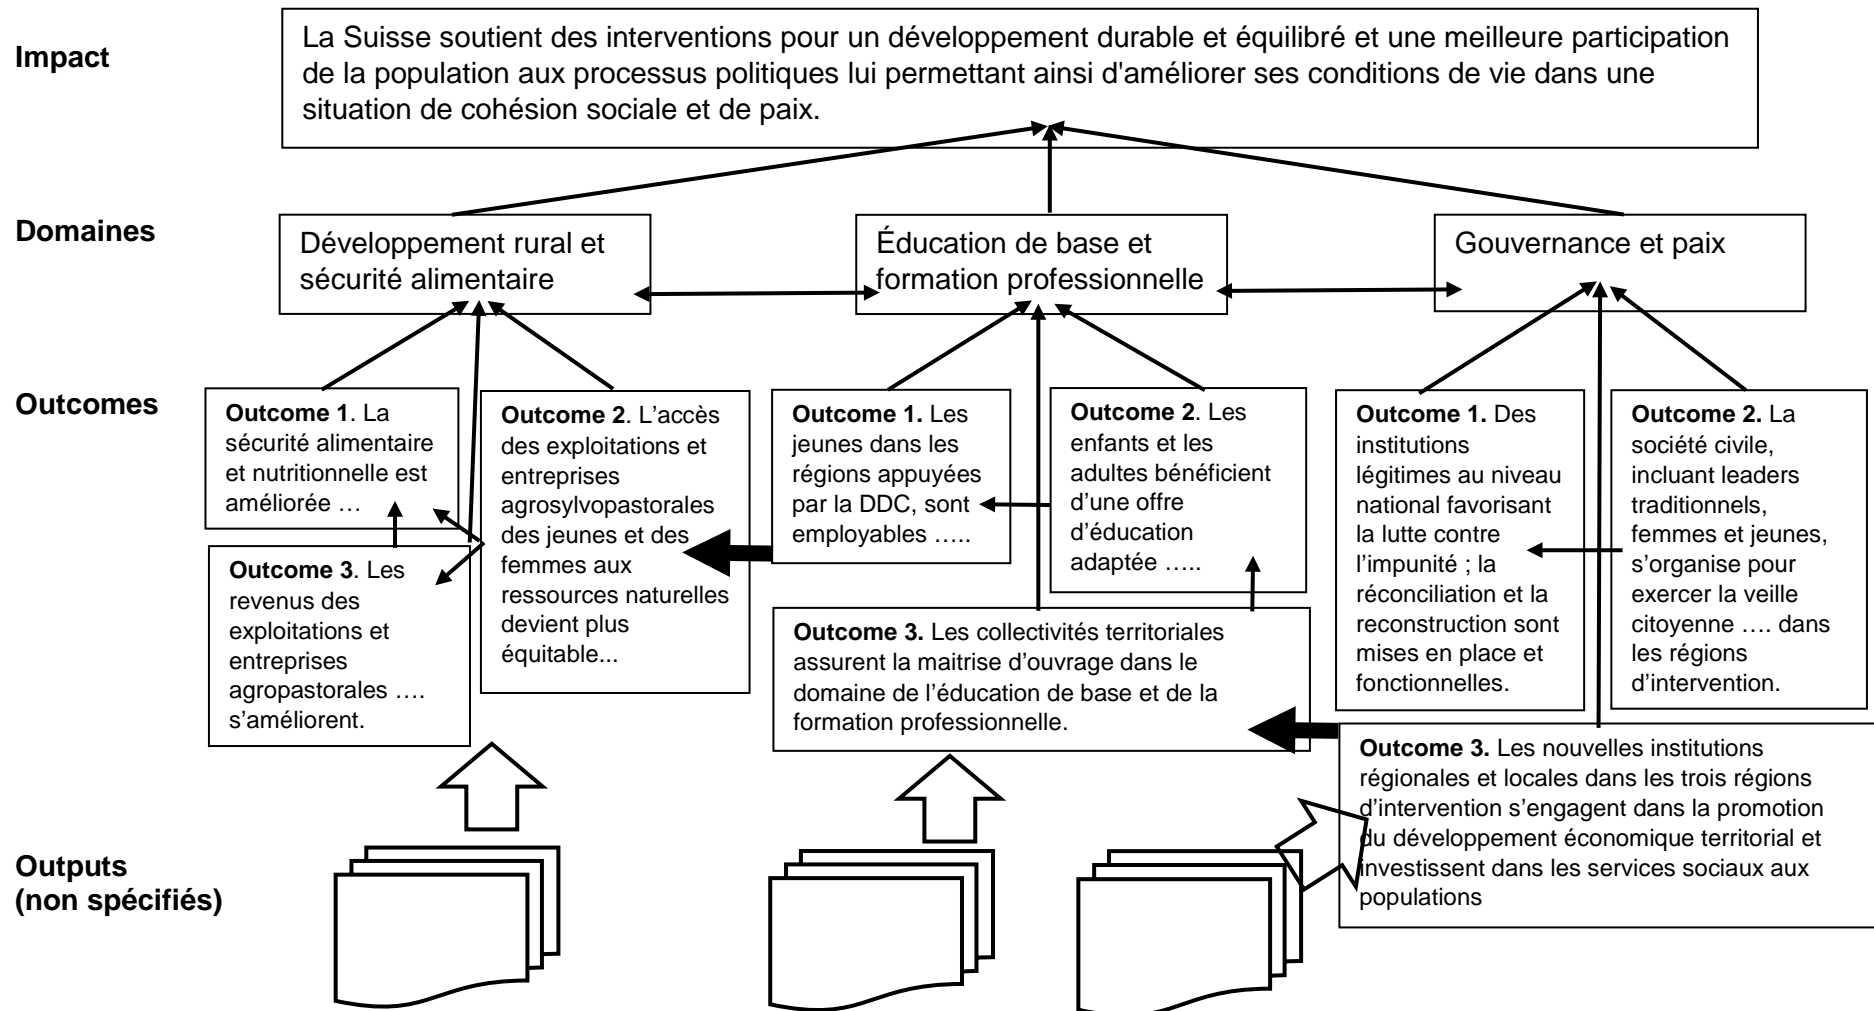 Impact
La Suisse soutient des interventions pour un développement durable et équilibré et une meilleure participation
de la population aux processus politiques lui permettant ainsi d'améliorer ses conditions de vie dans une
situation de cohésion sociale et de paix.
Domaines
Développement rural et
sécurité alimentaire
Éducation de base et
formation professionnelle
Gouvernance et paix
Outcomes
Outcome 1. La
sécurité alimentaire
et nutritionnelle est
améliorée …
Outcome 2. L’accès
des exploitations et
entreprises
agrosylvopastorales
des jeunes et des
femmes aux
ressources naturelles
devient plus
équitable...
Outcome 3. Les
revenus des
exploitations et
entreprises
agropastorales ….
s’améliorent.
Outcome 1. Les
jeunes dans les
régions appuyées
par la DDC, sont
employables …..
Outcome 2. Les
enfants et les
adultes bénéficient
d’une offre
d’éducation
adaptée …..
Outcome 3. Les collectivités territoriales
assurent la maitrise d’ouvrage dans le
domaine de l’éducation de base et de la
formation professionnelle.
Outcome 1. Des
institutions
légitimes au niveau
national favorisant
la lutte contre
l’impunité ; la
réconciliation et la
reconstruction sont
mises en place et
fonctionnelles.
Outcome 2. La
société civile,
incluant leaders
traditionnels,
femmes et jeunes,
s’organise pour
exercer la veille
citoyenne …. dans
les régions
d’intervention.
Outcome 3. Les nouvelles institutions
régionales et locales dans les trois régions
d’intervention s’engagent dans la promotion
du développement économique territorial et
investissent dans les services sociaux aux
populations
Outputs
(non spécifiés)